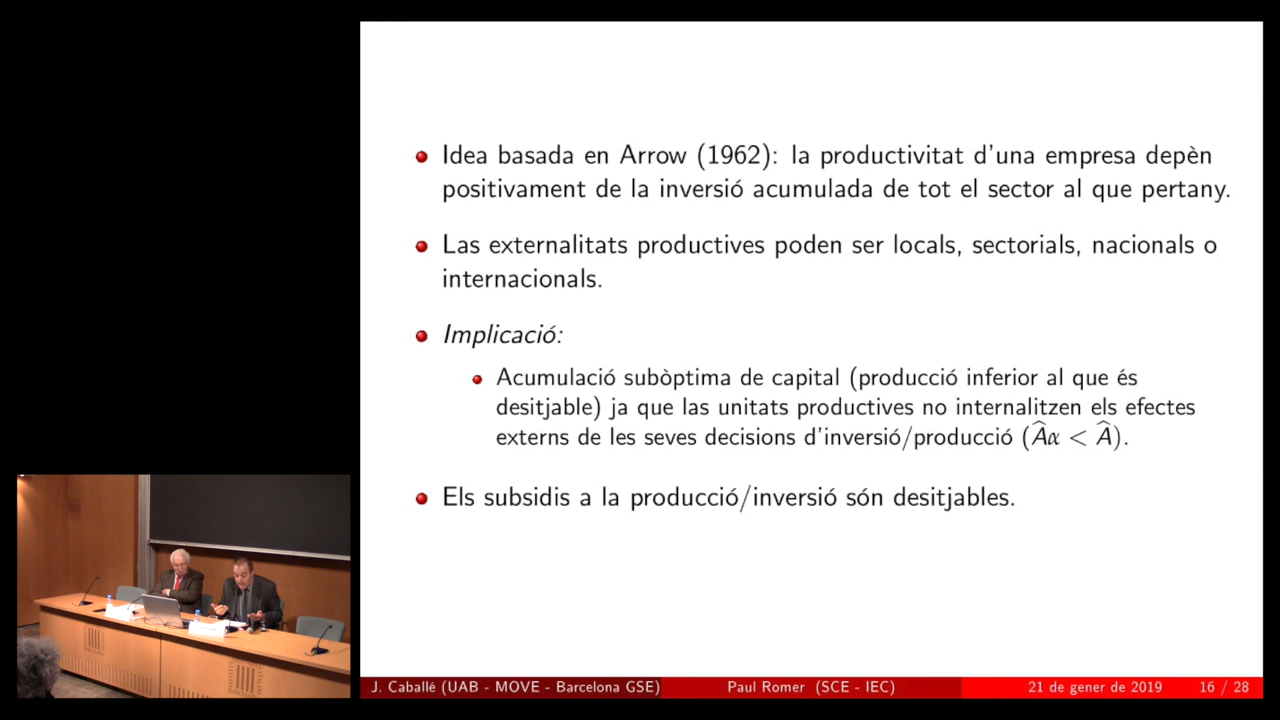 Idea basada en Arrow (1962): la productivitat d'una empresa depèn
positivament de la inversió acumulada de tot el sector al que pertany.
Las externalitats productives poden ser locals, sectorials, nacionals o
internacionals.
Implicació:
Acumulació subòptima de capital (producció inferior al que és
desitjable) ja que las unitats productives no internalitzen els efectes
externs de les seves decisions d'inversió/producció (Âα < Â).
Els subsidis a la producció/inversió són desitjables.
J. Caballé (UAB - MOVE - Barcelona GSE) Paul Romer (SCE - IEC) 21 de gener de 2019 16 / 28